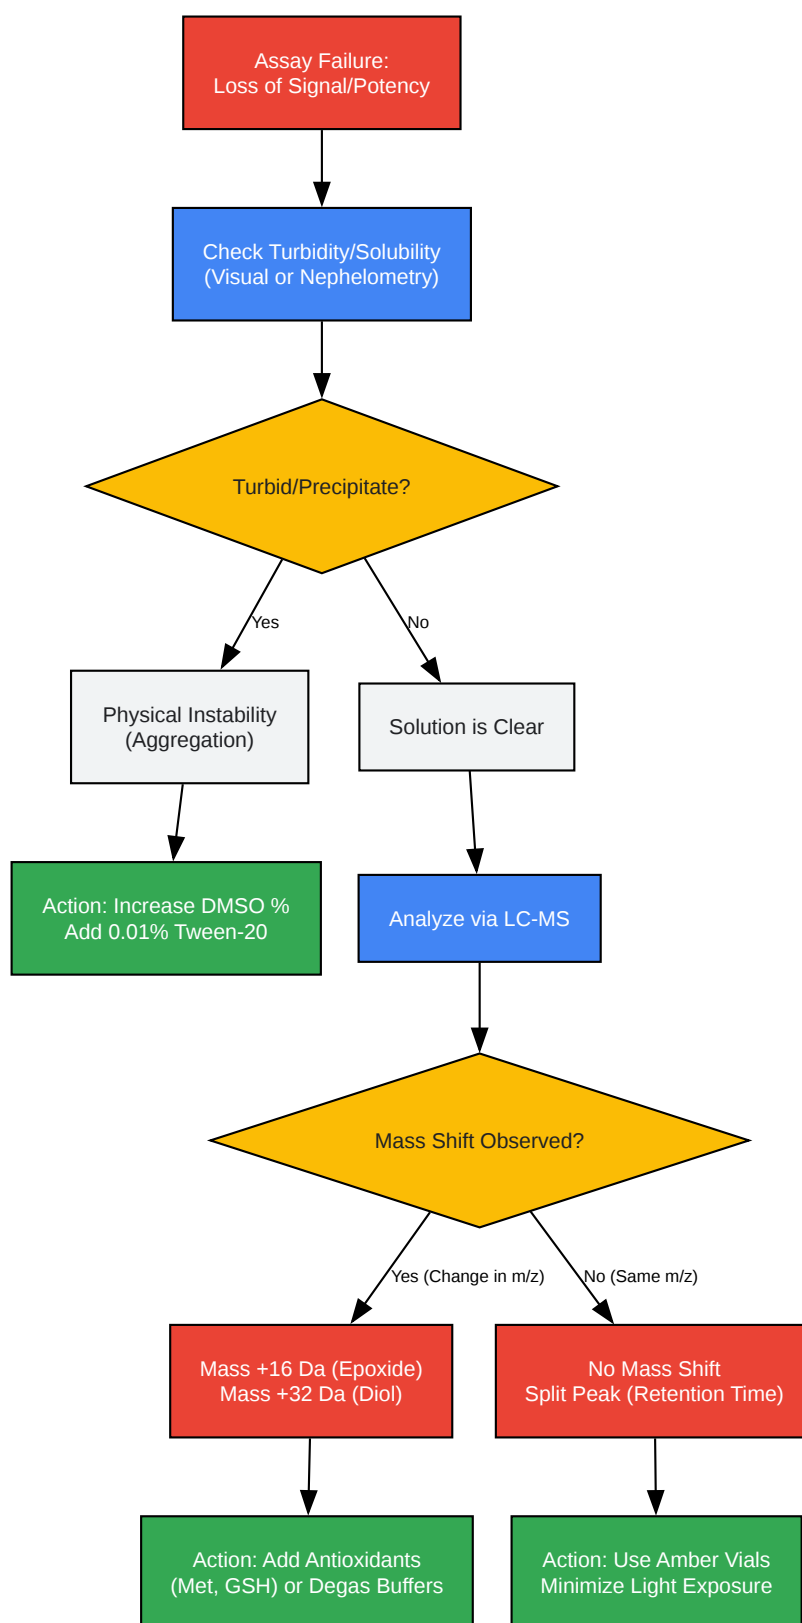 Assay Failure:
Loss of Signal/Potency
Check Turbidity/Solubility
(Visual or Nephelometry)
Turbid/Precipitate?
Yes
No
Physical Instability
(Aggregation)
Solution is Clear
Action: Increase DMSO %
Add 0.01% Tween-20
Analyze via LC-MS
Mass Shift Observed?
Yes (Change in m/z)
No (Same m/z)
Mass +16 Da (Epoxide)
Mass +32 Da (Diol)
No Mass Shift
Split Peak (Retention Time)
Action: Add Antioxidants
(Met, GSH) or Degas Buffers
Action: Use Amber Vials
Minimize Light Exposure